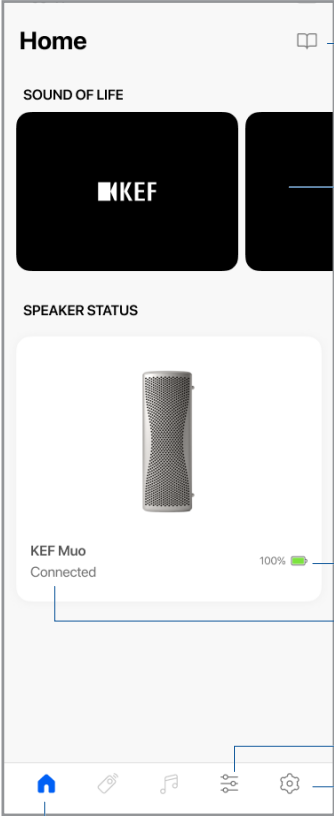 Home
SOUND OF LIFE
KEF
SPEAKER STATUS
KEF Muo
100%
Connected